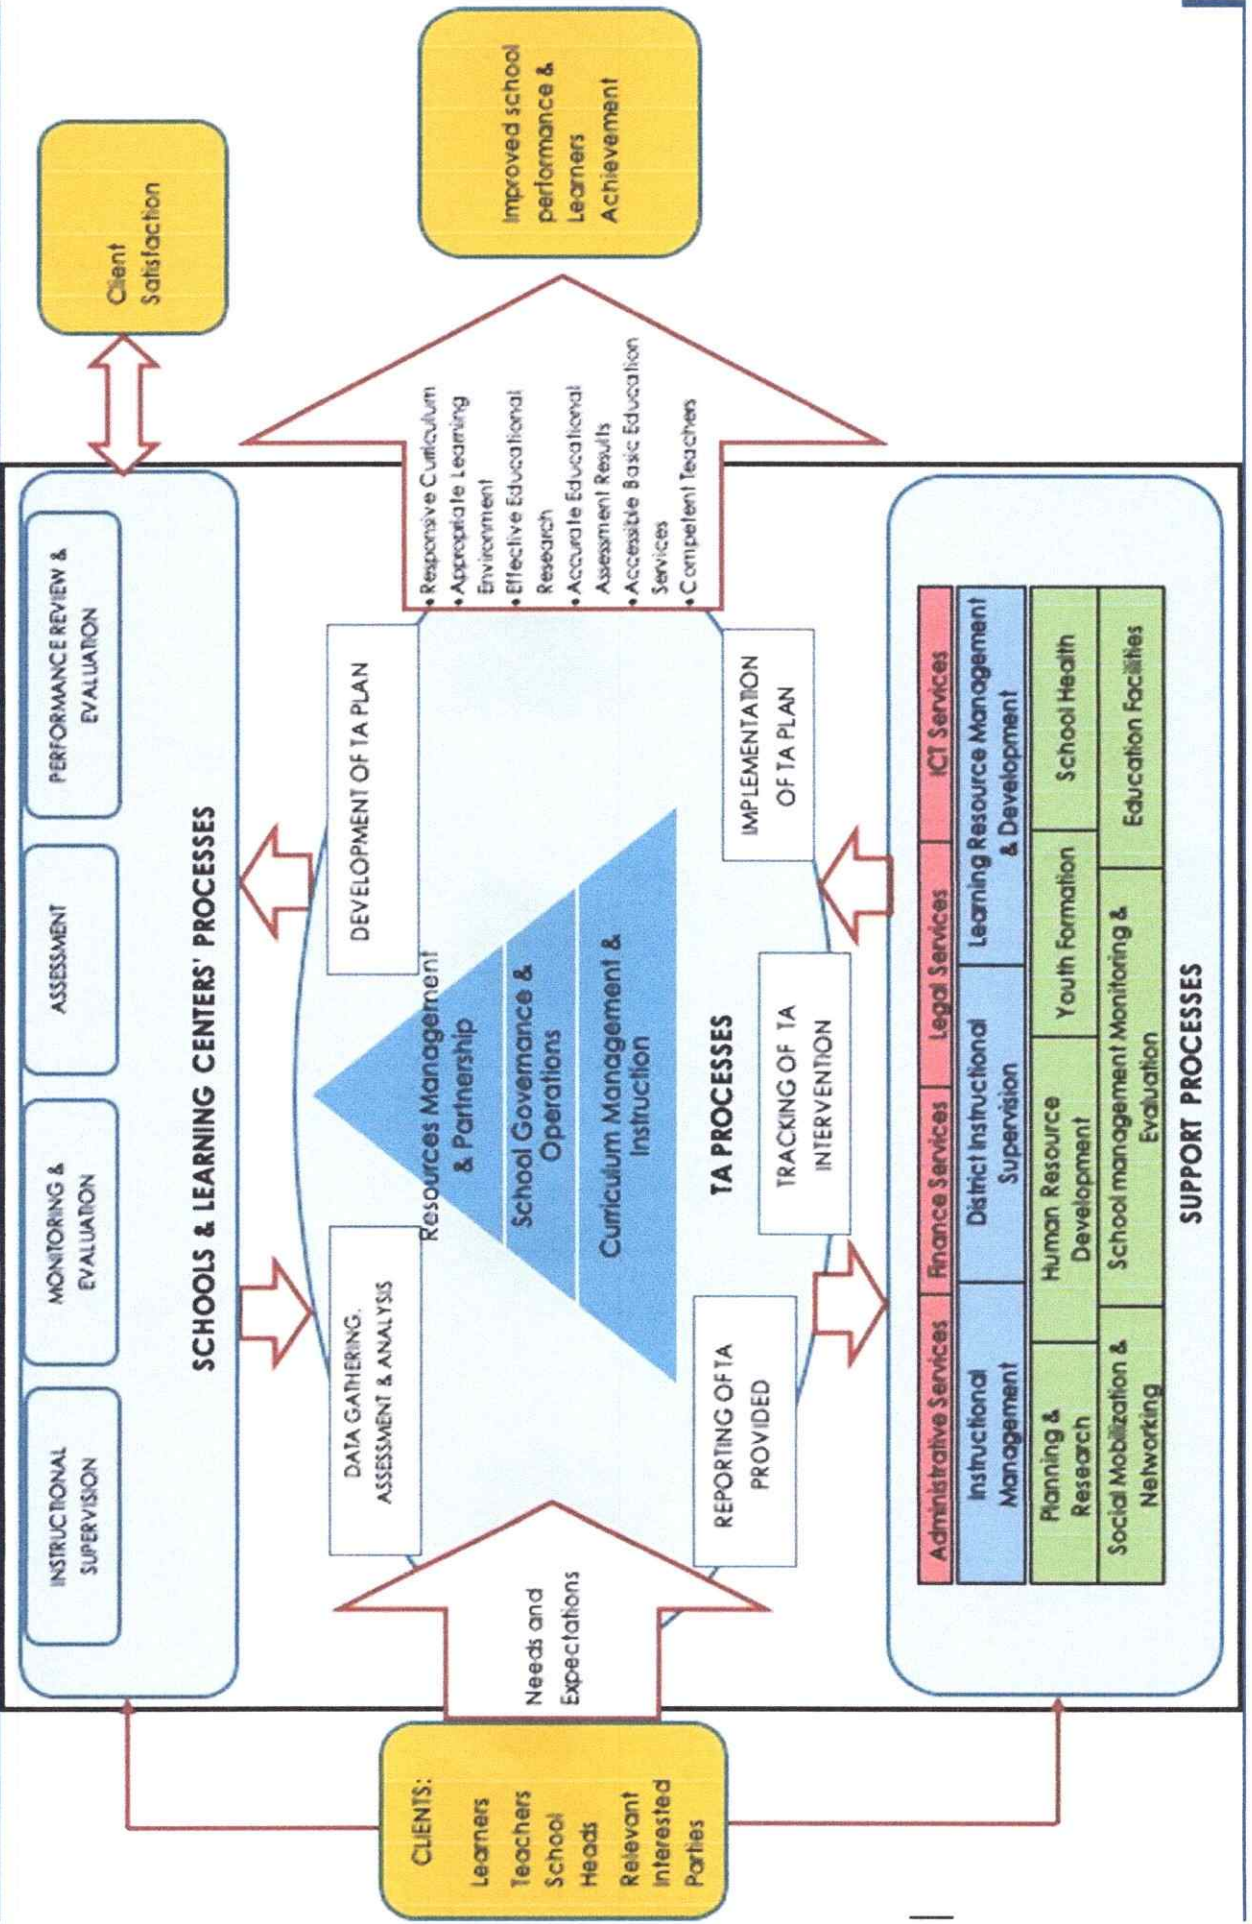 INSTRUCTIONAL
SUPERVISION
MONITORING &
EVALUATION
ASSESSMENT
PERFORMANCE REVIEW &
EVALUATION
SCHOOLS & LEARNING CENTERS' PROCESSES
Client
Satisfaction
CLIENTS:
Learners
Teachers
School
Heads
Relevant
Interested
Parties
Needs and
Expectations
DATA GATHERING.
ASSESSMENT & ANALYSIS
DEVELOPMENT OF TA PLAN
Resources Management
& Partnership
School Governance &
Operations
Curriculum Management &
Instruction
TA PROCESSES
REPORTING OF TA
PROVIDED
TRACKING OF TA
INTERVENTION
IMPLEMENTATION
OF TA PLAN
• Responsive Curriculum
• Appropriate Learning
Environment
• Effective Educational
Research
• Accurate Educational
Assessment Results
• Accessible Basic Education
Services
• Competent Teachers
Improved school
performance &
Learners
Achievement
Administrative Services
Finance Services
Legal Services
ICT Services
Instructional
Management
District Instructional
Supervision
Learning Resource Management
& Development
Planning &
Research
Human Resource
Development
Youth Formation
School Health
Social Mobilization &
Networking
School management Monitoring &
Evaluation
Education Facilities
SUPPORT PROCESSES